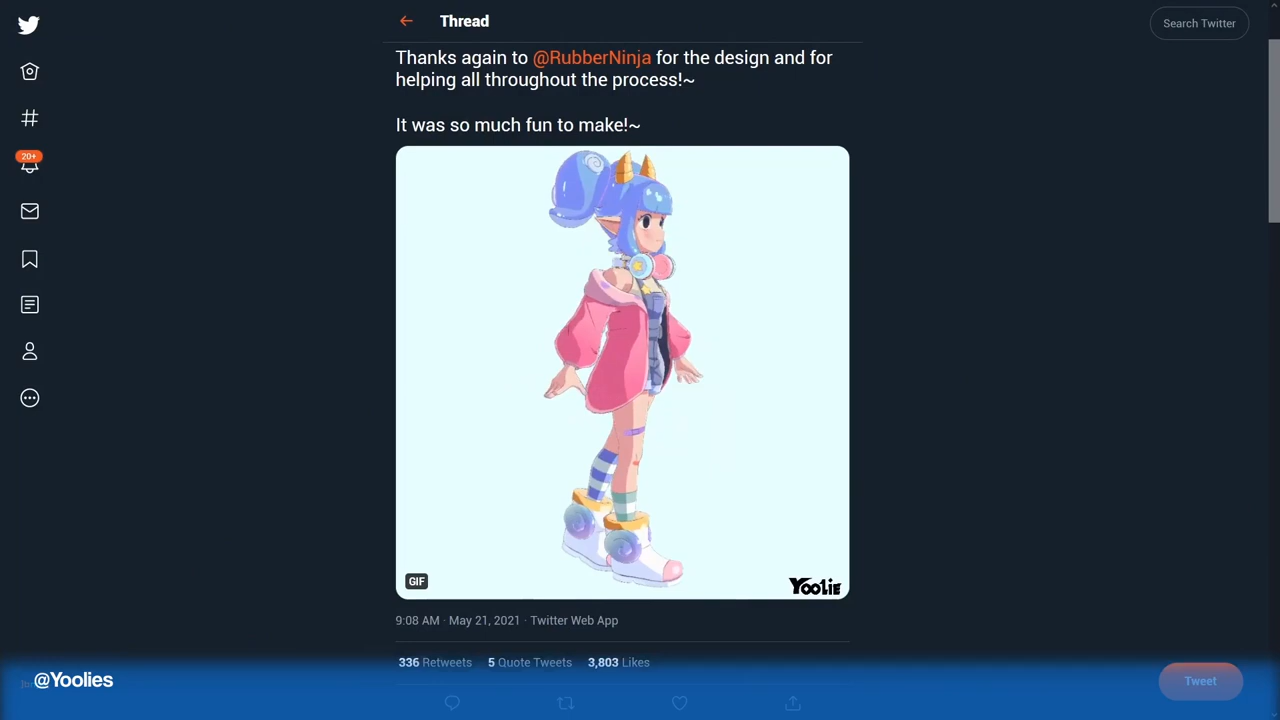 Thread
Search Twitter
Thanks again to @RubberNinja for the design and for
helping all throughout the process!~
It was so much fun to make!~
20+
GIF
Yoolie
9:08 AM · May 21, 2021 · Twitter Web App
336 Retweets 5 Quote Tweets 3,803 Likes
@Yoolies
Tweet